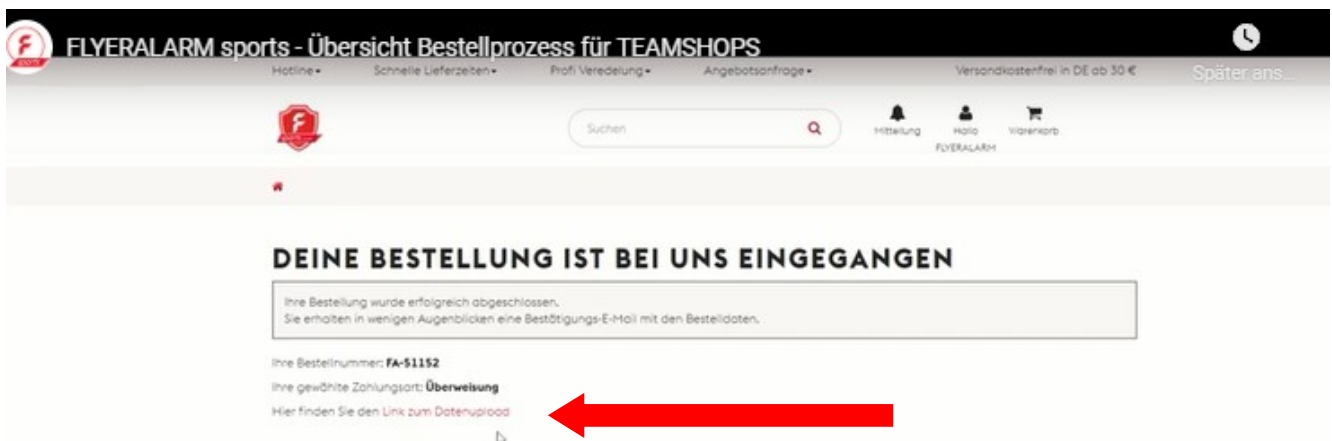 FLYERALARM sports - Übersicht Bestellprozess für TEAMSHOPS
Später ans...
Hotline Schnelle Lieferzeiten Profi Veredelung Angebotsanfrage Versandkostenfrei in DE ab 30 €
Suchen
Mitteilung Hallo Warenkorb
FLYERALARM
DEINE BESTELLUNG IST BEI UNS EINGEGANGEN
Ihre Bestellung wurde erfolgreich abgeschlossen.
Sie erhalten in wenigen Augenblicken eine Bestätigungs-E-Mail mit den Bestelldaten.
Ihre Bestellnummer: FA-51152
Ihre gewählte Zahlungsart: Überweisung
Hier finden Sie den Link zum Datenupload